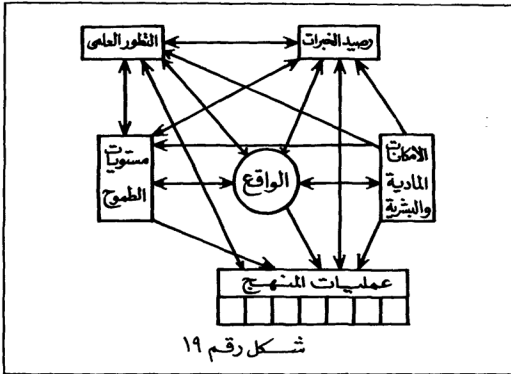 رصيد الخبرات
التطور العلمى
الامكانات
المادية
والبشرية
الواقع
مستويات
الطموح
عمليات المنهج
شكل رقم ١٩